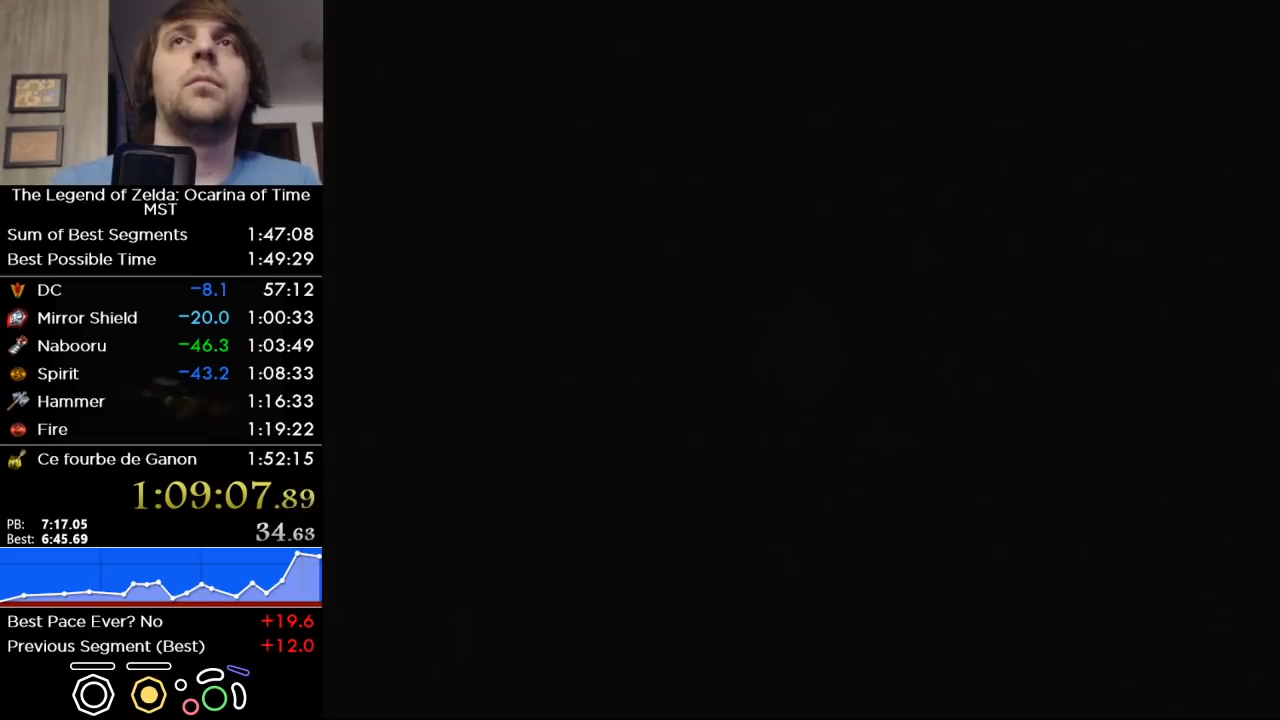 The Legend of Zelda: Ocarina of Time
MST
Sum of Best Segments 1:47:08
Best Possible Time 1:49:29
DC −8.1 57:12
Mirror Shield −20.0 1:00:33
Nabooru −46.3 1:03:49
Spirit −43.2 1:08:33
Hammer 1:16:33
Fire 1:19:22
Ce fourbe de Ganon 1:52:15
1:09:07.89
PB: 7:17.05 34.63
Best: 6:45.69
Best Pace Ever? No +19.6
Previous Segment (Best) +12.0